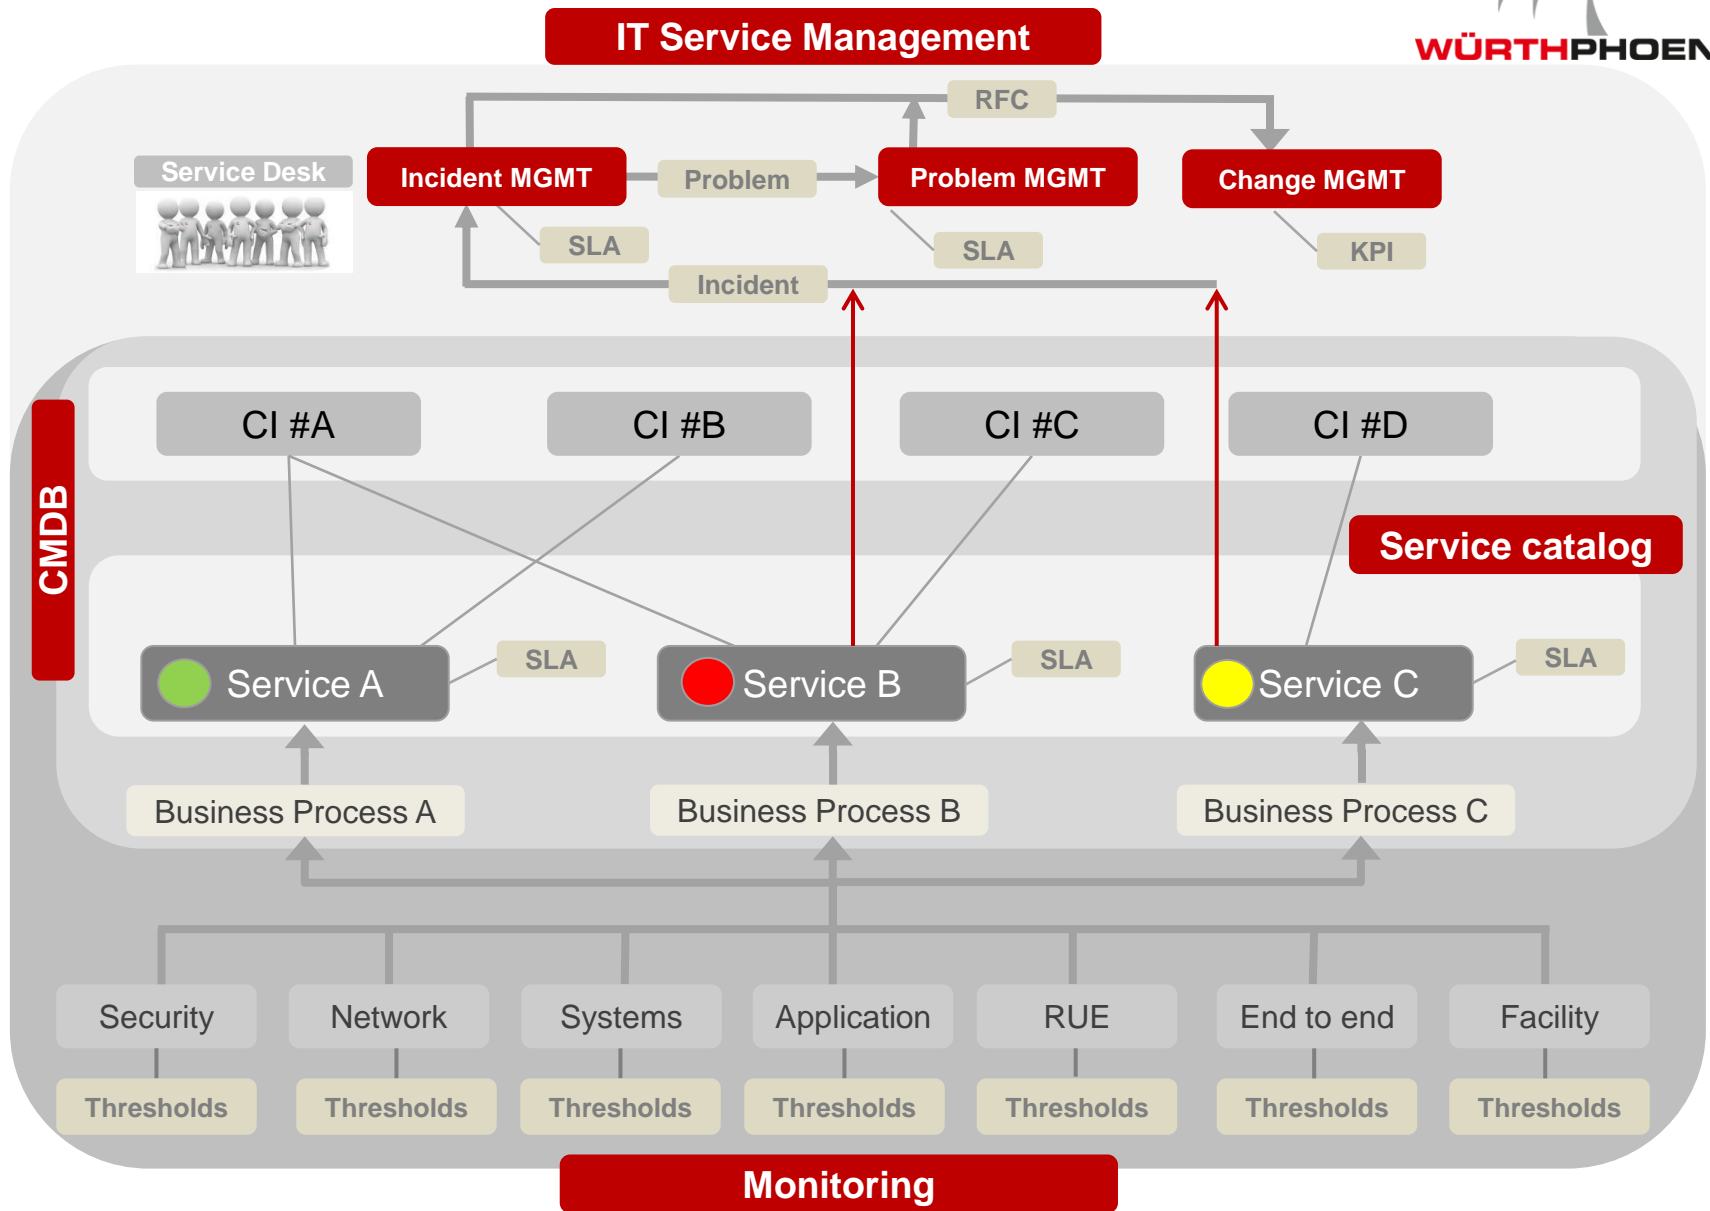 IT Service Management
WÜRTHPHOEN
RFC
Service Desk
Incident MGMT
Problem
Problem MGMT
Change MGMT
SLA
SLA
KPI
Incident
CMDB
CI #A
CI #B
CI #C
CI #D
Service catalog
Service A
SLA
Service B
SLA
Service C
SLA
Business Process A
Business Process B
Business Process C
Security
Network
Systems
Application
RUE
End to end
Facility
Thresholds
Thresholds
Thresholds
Thresholds
Thresholds
Thresholds
Thresholds
Monitoring